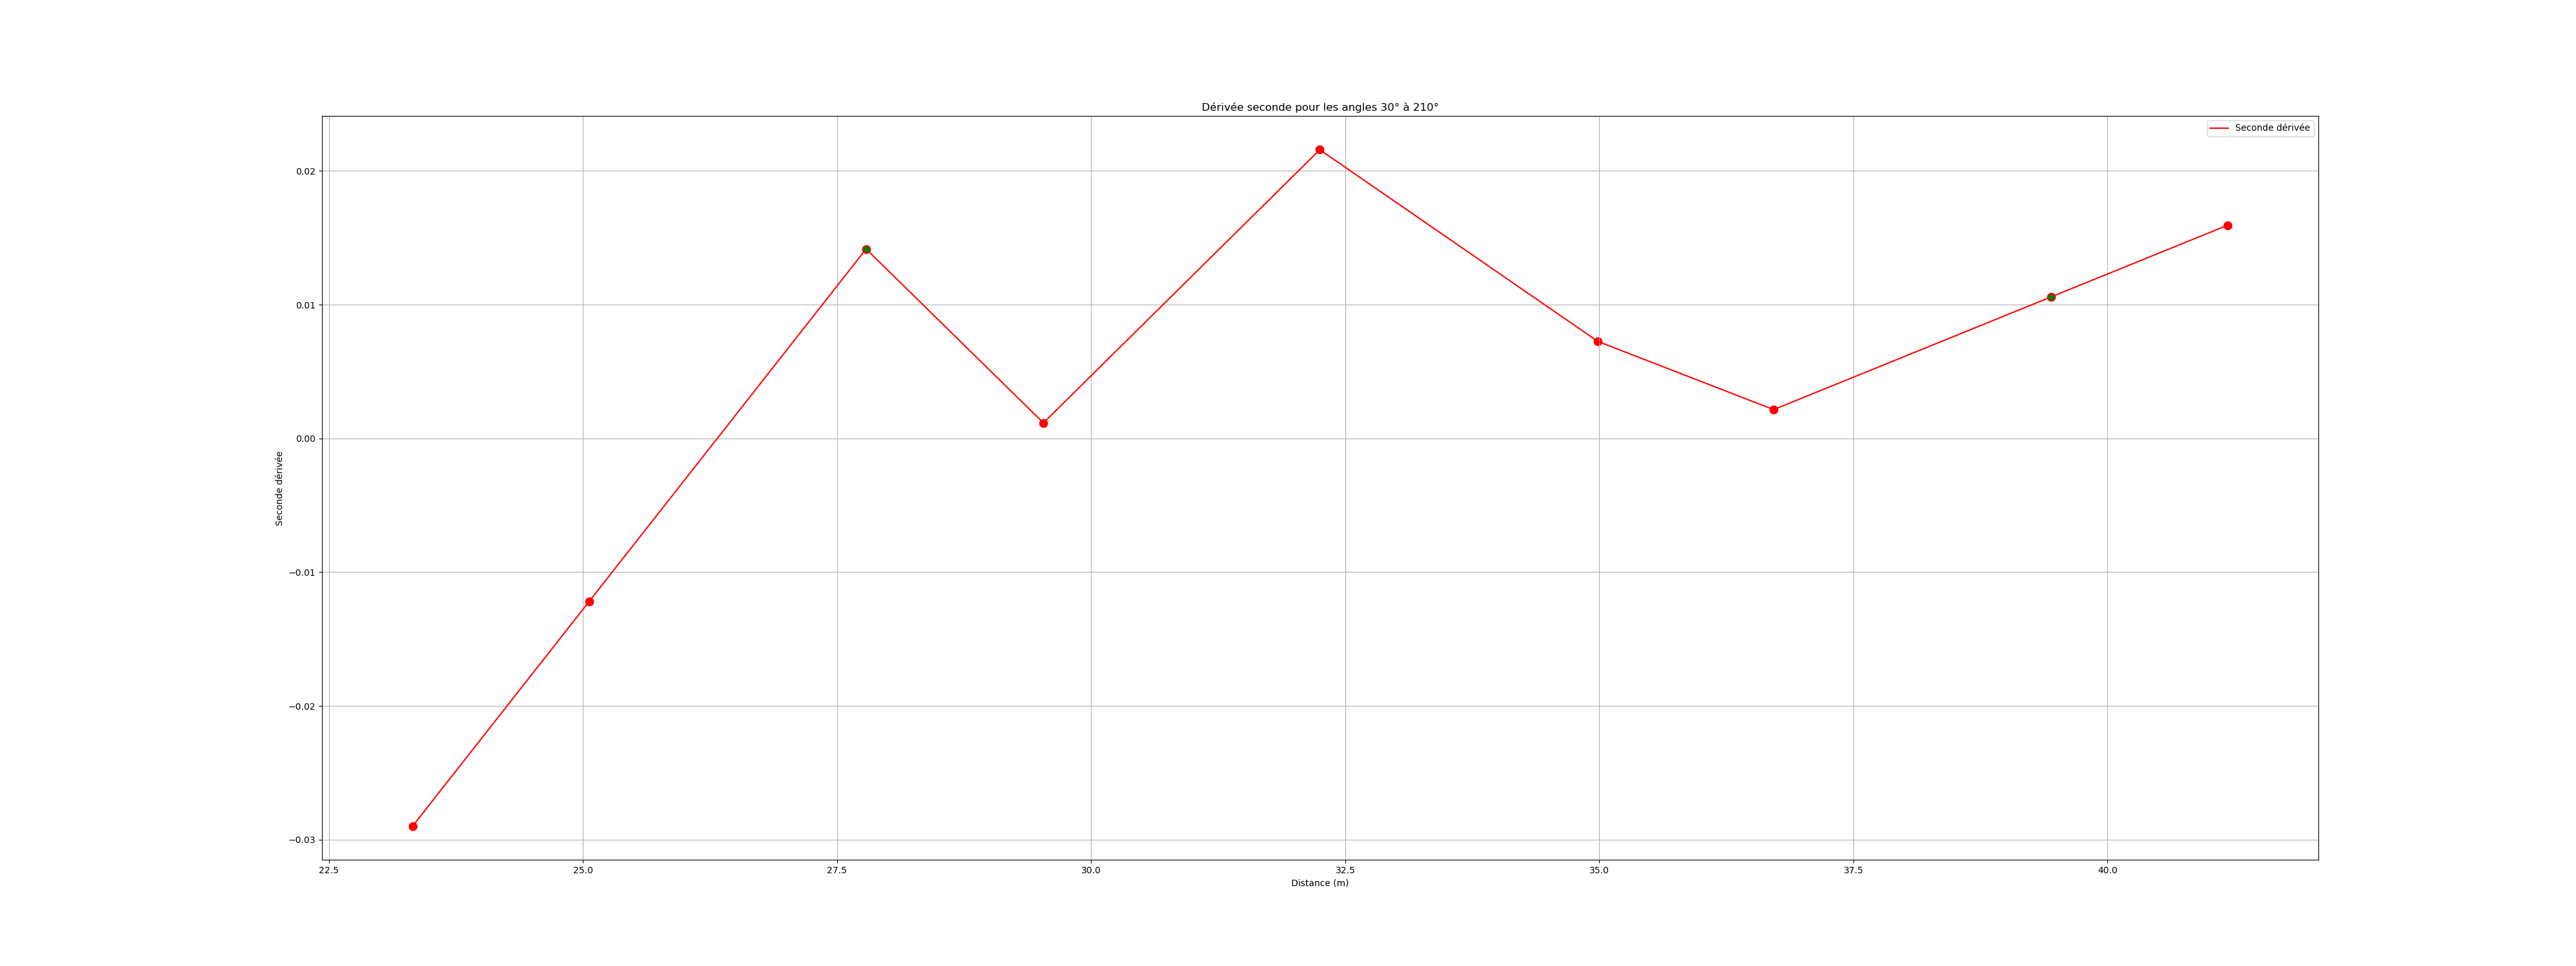 Dérivée seconde pour les angles 30° à 210°
Seconde dérivée
0.02
0.01
0.00
−0.01
−0.02
−0.03
Seconde dérivée
22.5 25.0 27.5 30.0 32.5 35.0 37.5 40.0
Distance (m)